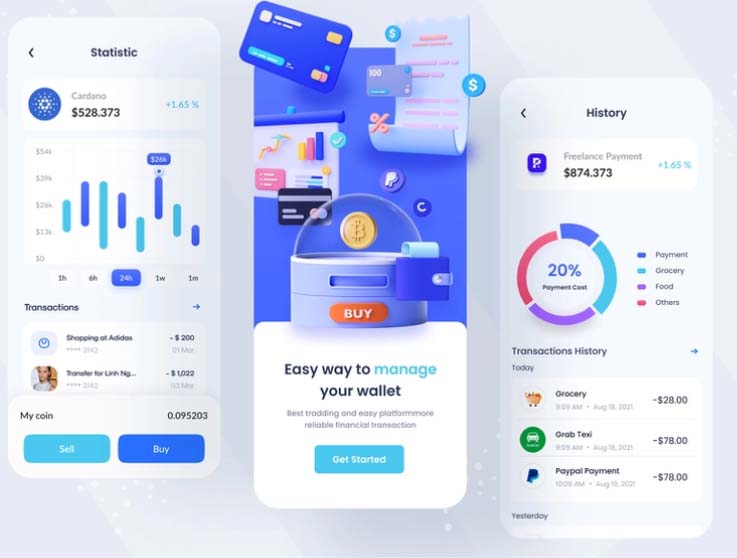 Statistic
Cardano
$528.373
+1.65 %
$54k
$39k
$26k
$13k
$0
$26k
1h 6h 24h 1w 1m
Transactions
Shopping at Adidas
- $ 200
**** 3142
01 Mar
Transfer for Linh Ng...
- $ 1,022
**** 3182
03 Mar
My coin
0.095203
Sell
Buy
100
$
$
%
C
BUY
Easy way to manage
your wallet
Best tradding and easy platformmore
reliable financial transaction
Get Started
History
Freelance Payment
$874.373
+1.65 %
20%
Payment Cost
Payment
Grocery
Food
Others
Transactions History
Today
Grocery
9:09 AM • Aug 18, 2021
-$28.00
Grab Texi
9:09 AM • Aug 18, 2021
-$78.00
Paypal Payment
10:09 AM • Aug 19, 2021
-$78.00
Yesterday